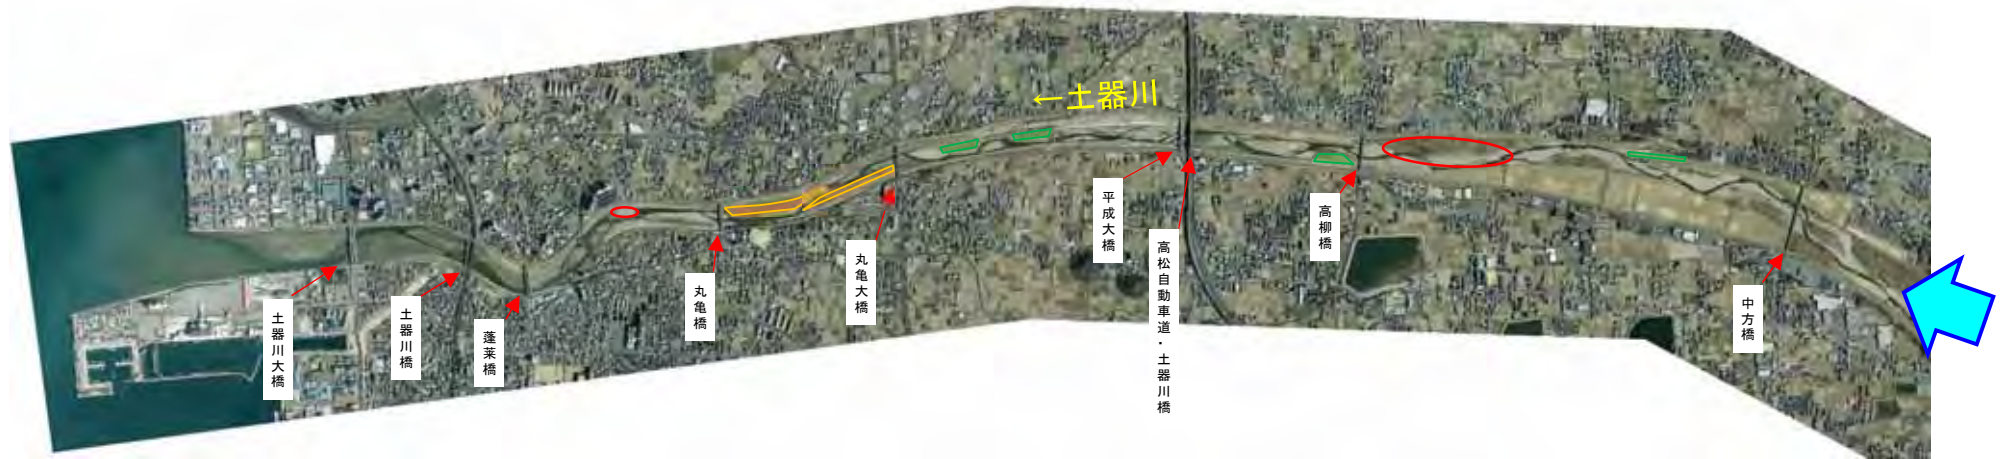 ←土器川
土器川大橋
土器川橋
蓬莱橋
丸亀橋
丸亀大橋
平成大橋
高松自動車道・土器川橋
高柳橋
中方橋